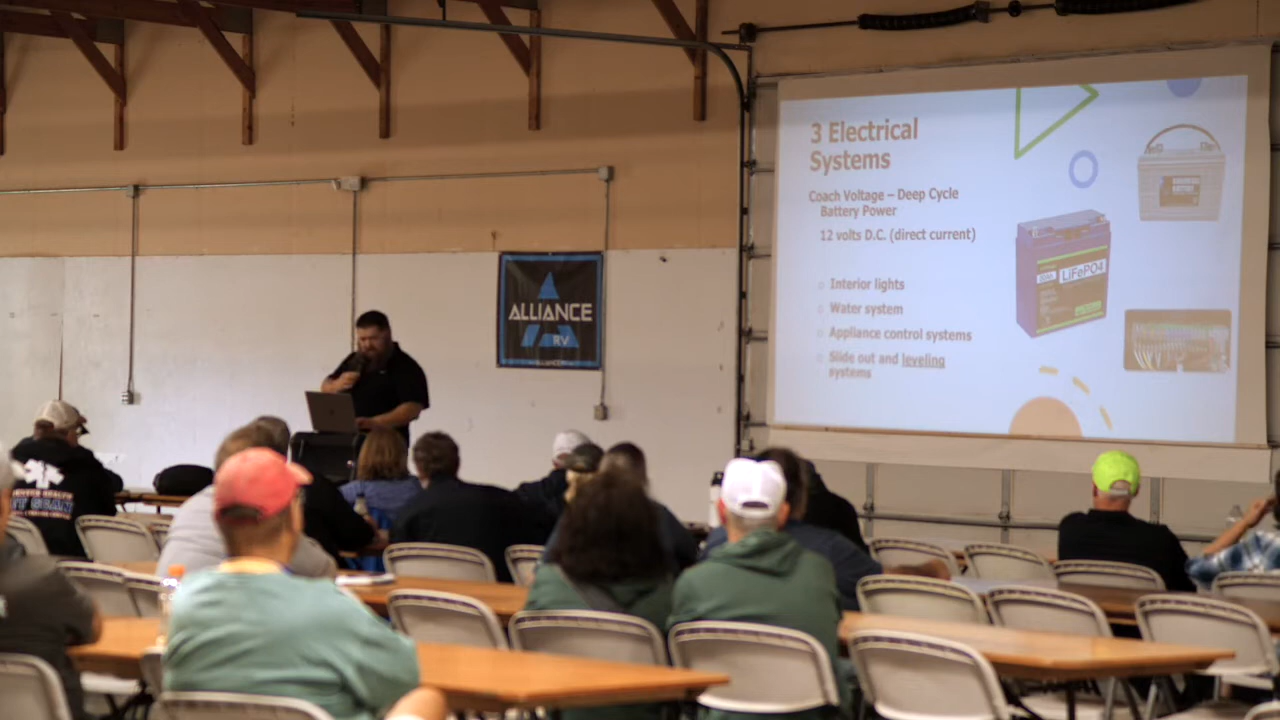 3 Electrical
Systems
Coach Voltage – Deep Cycle
Battery Power
12 volts D.C. (direct current)
Interior lights
Water system
Appliance control systems
Slide out and leveling
systems
LiFePO4
ALLIANCE
RV